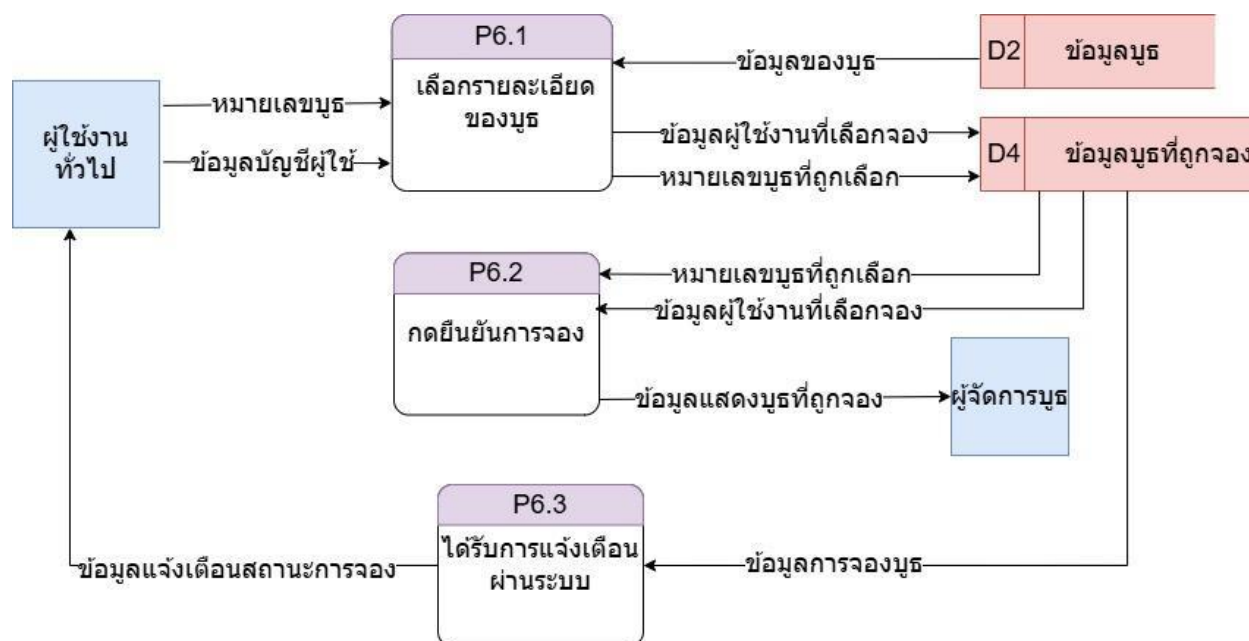 P6.1
เลือกรายละเอียด
ของบูธ
ผู้ใช้งาน
ทั่วไป
หมายเลขบูธ
ข้อมูลบัญชีผู้ใช้
ข้อมูลของบูธ
D2 ข้อมูลบูธ
ข้อมูลผู้ใช้งานที่เลือกจอง
หมายเลขบูธที่ถูกเลือก
D4 ข้อมูลบูธที่ถูกจอง
P6.2
กดยืนยันการจอง
หมายเลขบูธที่ถูกเลือก
ข้อมูลผู้ใช้งานที่เลือกจอง
ข้อมูลแสดงบูธที่ถูกจอง
ผู้จัดการบูธ
P6.3
ได้รับการแจ้งเตือน
ผ่านระบบ
ข้อมูลการจองบูธ
ข้อมูลแจ้งเตือนสถานะการจอง